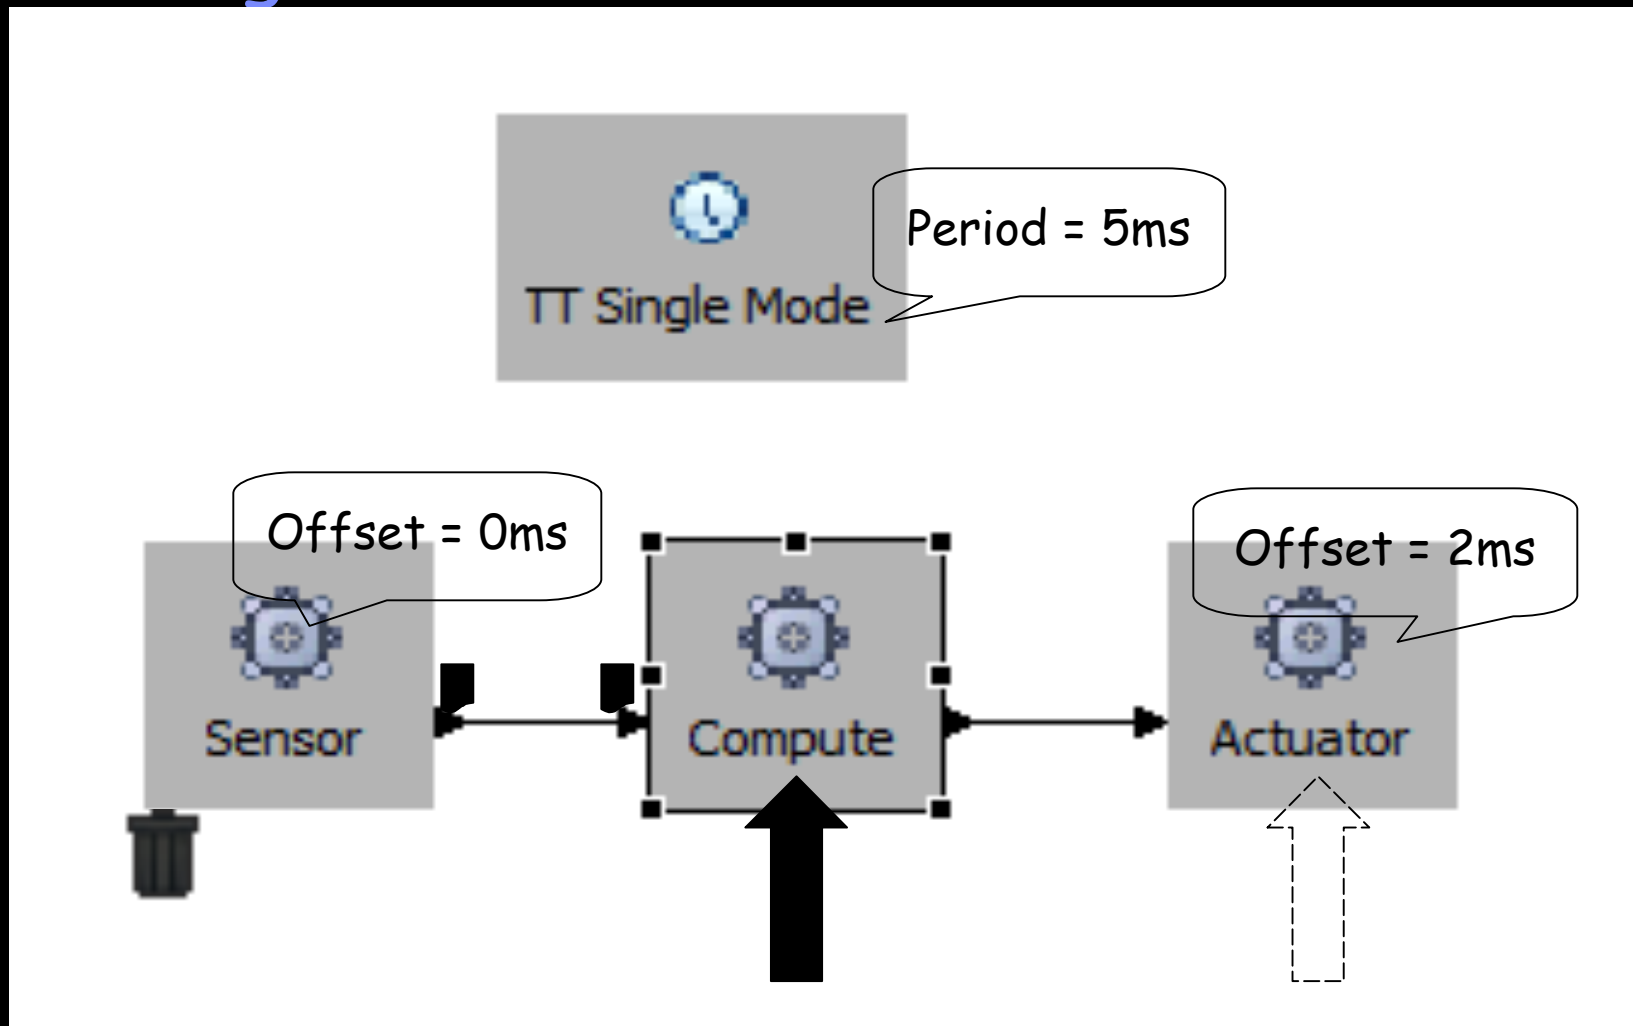 Period = 5ms
TT Single Mode
Offset = 0ms
Offset = 2ms
Sensor
Compute
Actuator